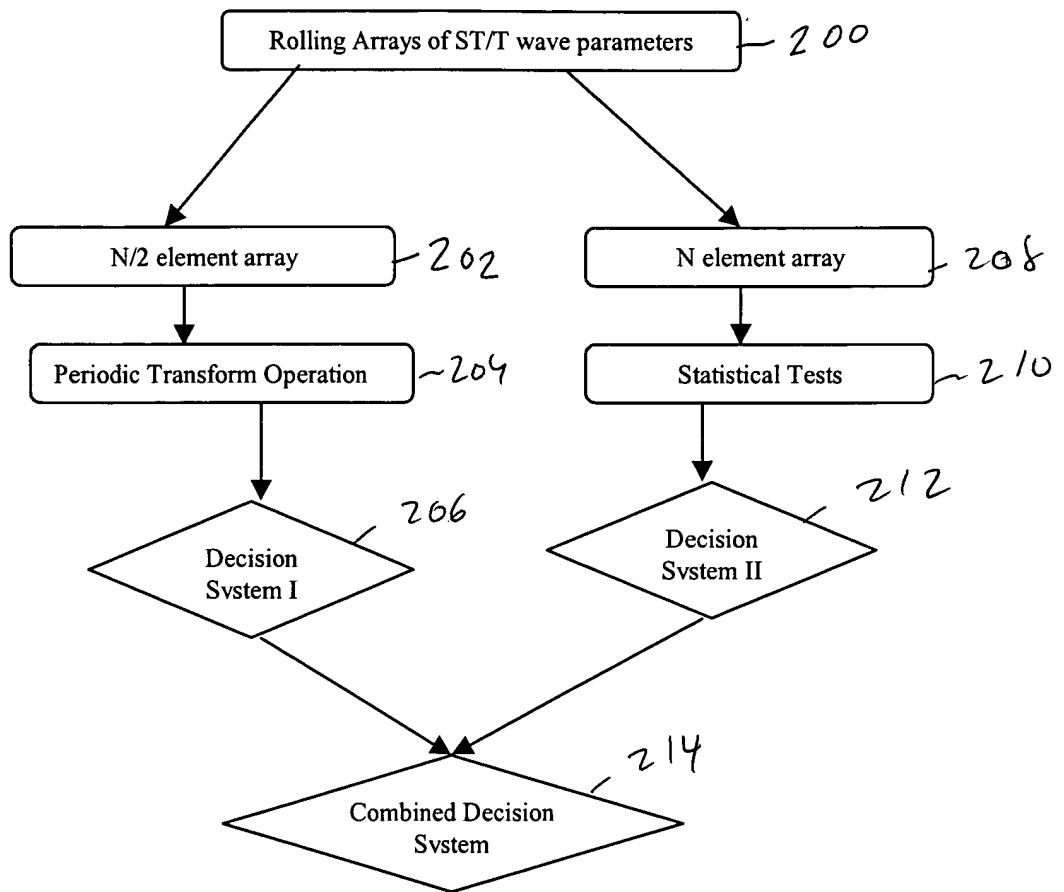 Rolling Arrays of ST/T wave parameters 200
N/2 element array 202
N element array 208
Periodic Transform Operation 204
Statistical Tests 210
206
212
Decision
System I
Decision
System II
214
Combined Decision
System